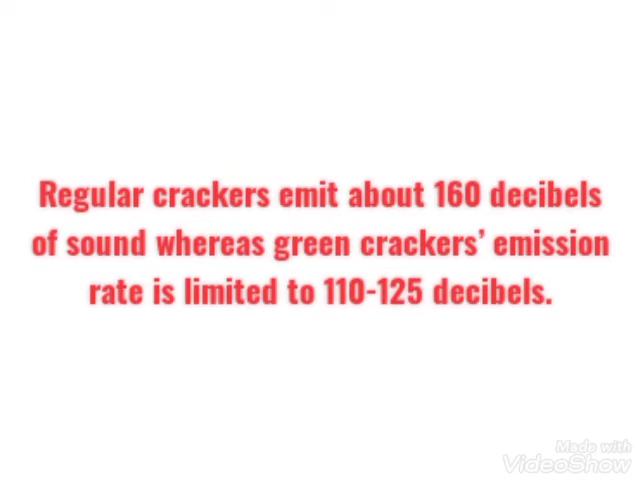 Regular crackers emit about 160 decibels
of sound whereas green crackers’ emission
rate is limited to 110-125 decibels.
Made with
VideoShow